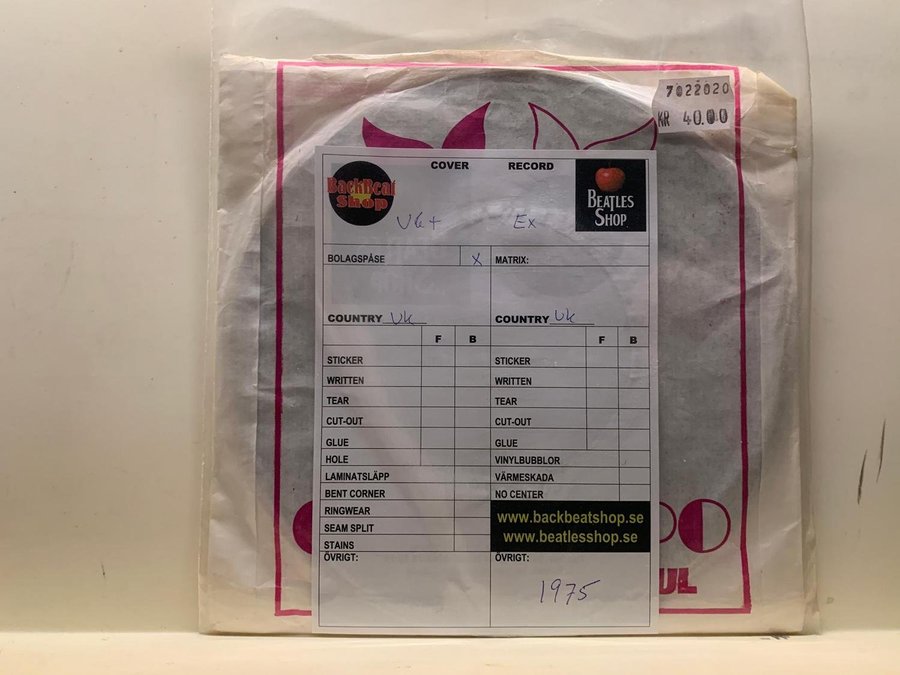 7022020
KR 40.00
COVER RECORD
BackBeat Shop
BEATLES SHOP
VG+ Ex
BOLAGSPÅSE X MATRIX:
COUNTRY UK COUNTRY UK
F B F B
STICKER STICKER
WRITTEN WRITTEN
TEAR TEAR
CUT-OUT CUT-OUT
GLUE GLUE
HOLE VINYLBUBBLOR
LAMINATSLÄPP VÄRMESKADA
BENT CORNER NO CENTER
RINGWEAR
www.backbeatshop.se
SEAM SPLIT
www.beatlesshop.se
STAINS
ÖVRIGT: ÖVRIGT:
1975